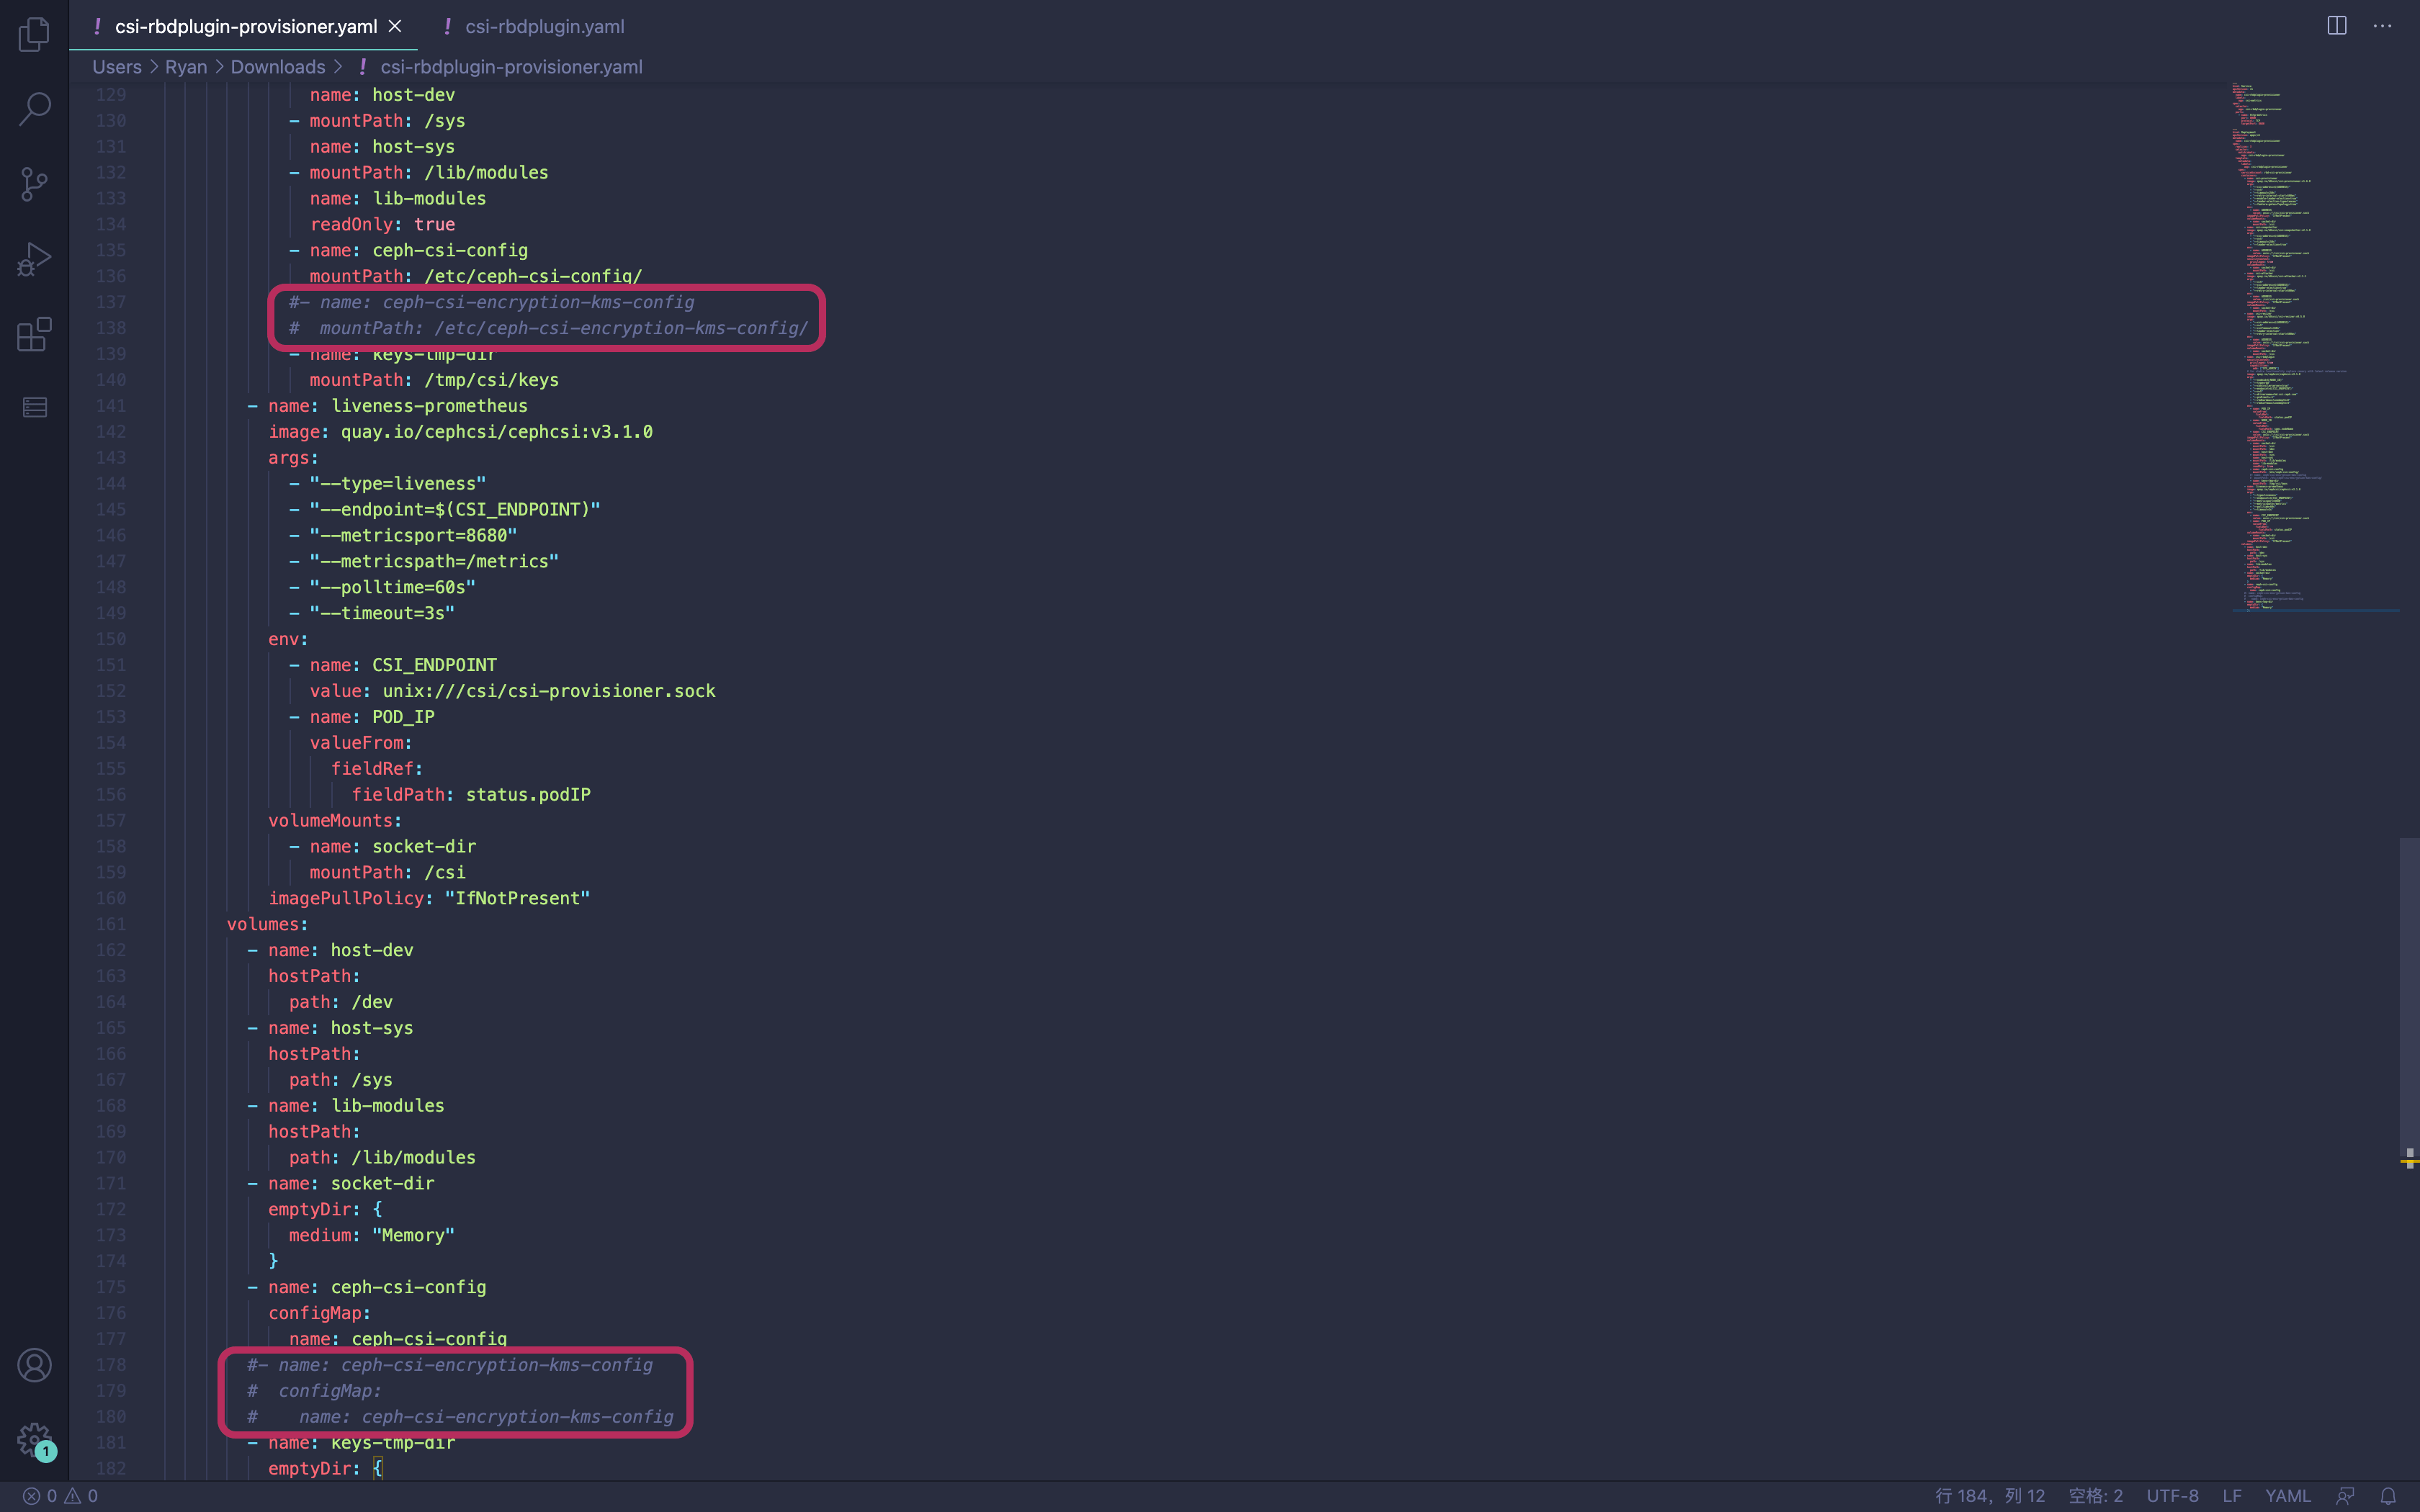 csi-rbdplugin-provisioner.yaml
csi-rbdplugin.yaml
Users > Ryan > Downloads > ! csi-rbdplugin-provisioner.yaml
129 name: host-dev
130 - mountPath: /sys
131 name: host-sys
132 - mountPath: /lib/modules
133 name: lib-modules
134 readOnly: true
135 - name: ceph-csi-config
136 mountPath: /etc/ceph-csi-config/
137 #- name: ceph-csi-encryption-kms-config
138 #  mountPath: /etc/ceph-csi-encryption-kms-config/
139 - name: keys-tmp-dir
140 mountPath: /tmp/csi/keys
141 - name: liveness-prometheus
142 image: quay.io/cephcsi/cephcsi:v3.1.0
143 args:
144 - "--type=liveness"
145 - "--endpoint=$(CSI_ENDPOINT)"
146 - "--metricsport=8680"
147 - "--metricspath=/metrics"
148 - "--polltime=60s"
149 - "--timeout=3s"
150 env:
151 - name: CSI_ENDPOINT
152 value: unix:///csi/csi-provisioner.sock
153 - name: POD_IP
154 valueFrom:
155 fieldRef:
156 fieldPath: status.podIP
157 volumeMounts:
158 - name: socket-dir
159 mountPath: /csi
160 imagePullPolicy: "IfNotPresent"
161 volumes:
162 - name: host-dev
163 hostPath:
164 path: /dev
165 - name: host-sys
166 hostPath:
167 path: /sys
168 - name: lib-modules
169 hostPath:
170 path: /lib/modules
171 - name: socket-dir
172 emptyDir: {
173 medium: "Memory"
174 }
175 - name: ceph-csi-config
176 configMap:
177 name: ceph-csi-config
178 #- name: ceph-csi-encryption-kms-config
179 #  configMap:
180 #    name: ceph-csi-encryption-kms-config
181 - name: keys-tmp-dir
182 emptyDir: {
1
0 0
行 184，列 12 空格: 2 UTF-8 LF YAML